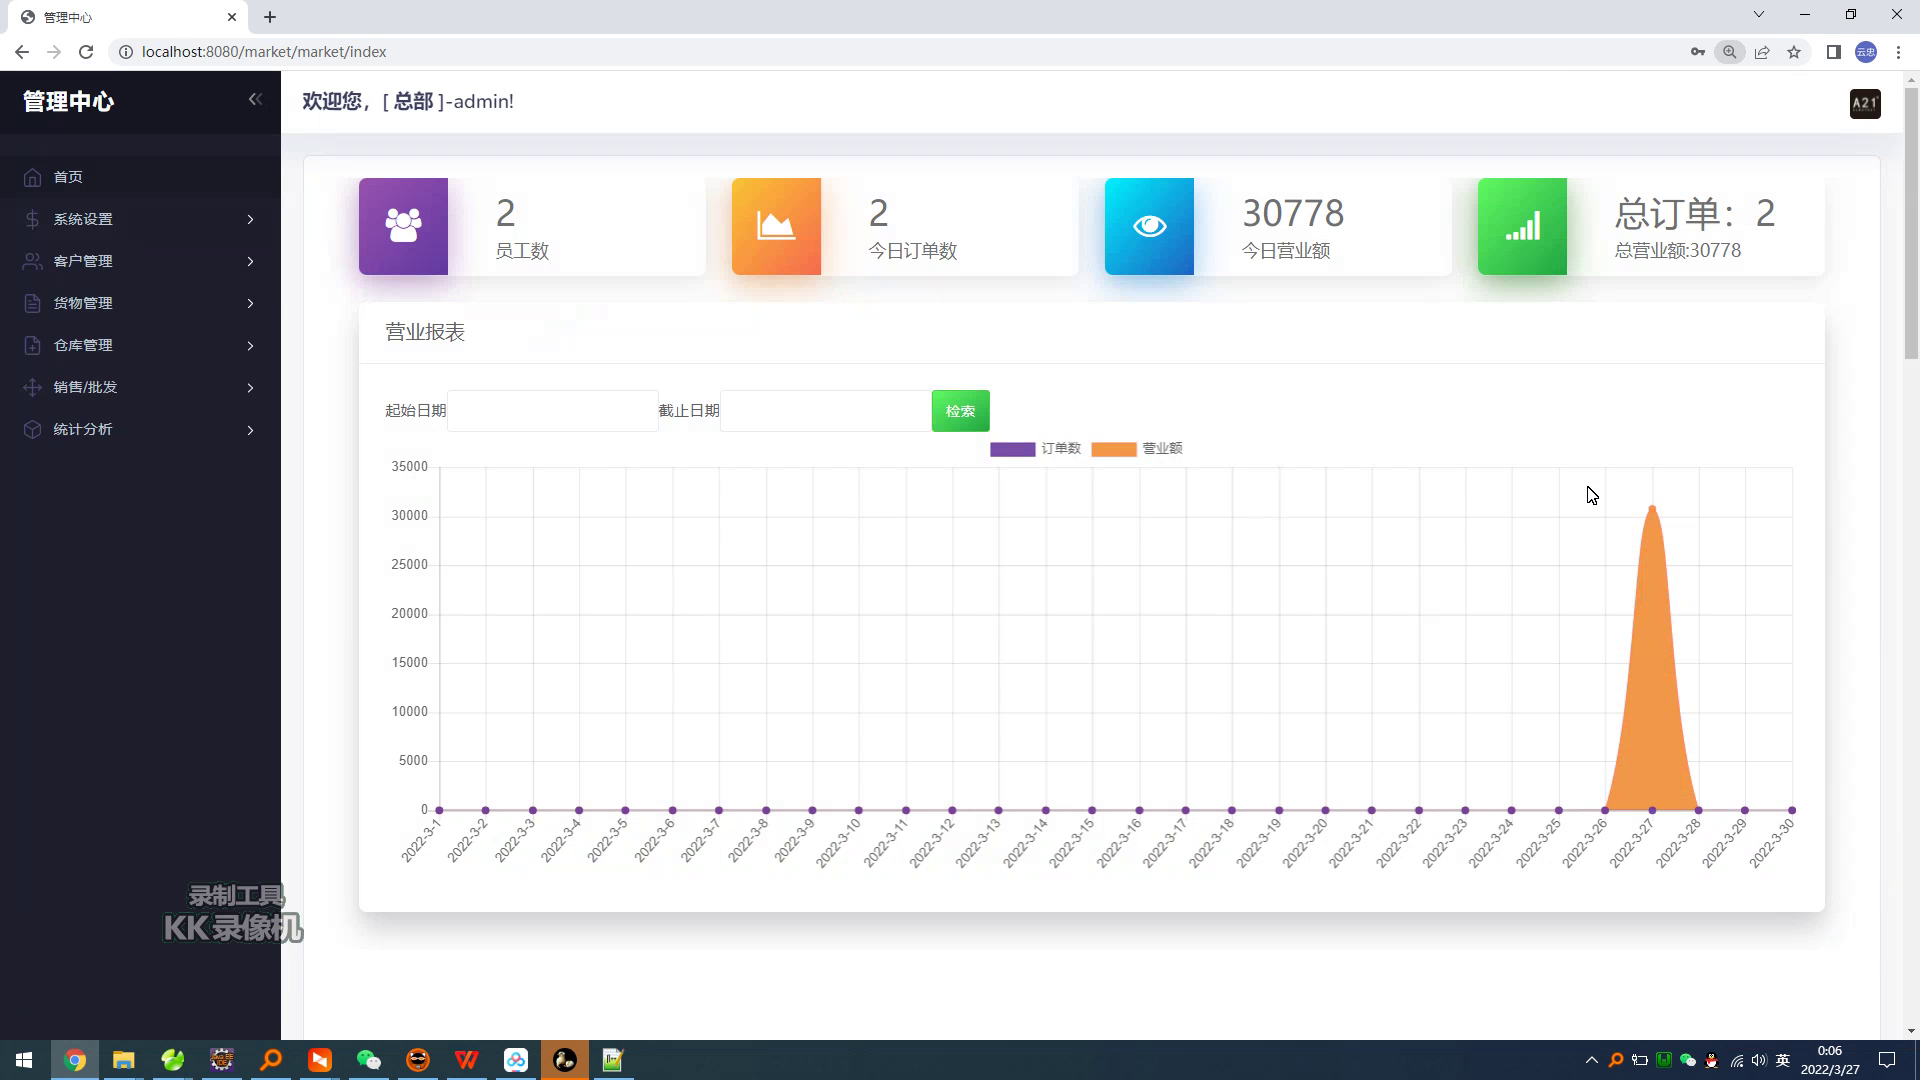 管理中心
localhost:8080/market/market/index
云忠
管理中心
欢迎您，[ 总部 ]-admin!
A21
首页
系统设置
客户管理
货物管理
仓库管理
销售/批发
统计分析
2
员工数
2
今日订单数
30778
今日营业额
总订单：2
总营业额:30778
营业报表
起始日期
截止日期
检索
订单数
营业额
35000
30000
25000
20000
15000
10000
5000
0
2022-3-1
2022-3-2
2022-3-3
2022-3-4
2022-3-5
2022-3-6
2022-3-7
2022-3-8
2022-3-9
2022-3-10
2022-3-11
2022-3-12
2022-3-13
2022-3-14
2022-3-15
2022-3-16
2022-3-17
2022-3-18
2022-3-19
2022-3-20
2022-3-21
2022-3-22
2022-3-23
2022-3-24
2022-3-25
2022-3-26
2022-3-27
2022-3-28
2022-3-29
2022-3-30
录制工具
KK录像机
英
0:06
2022/3/27